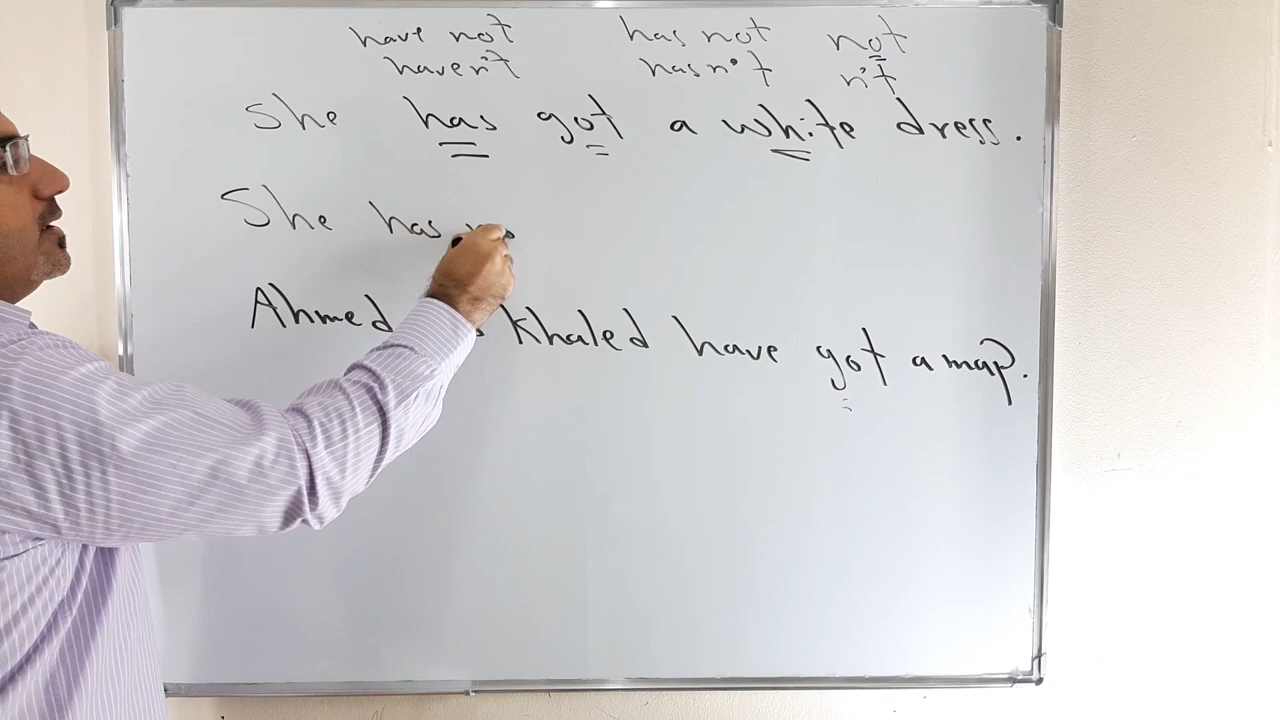 have not has not not
haven't hasn't n't
She has got a white dress.
She has
Ahmed Khaled have got a map.